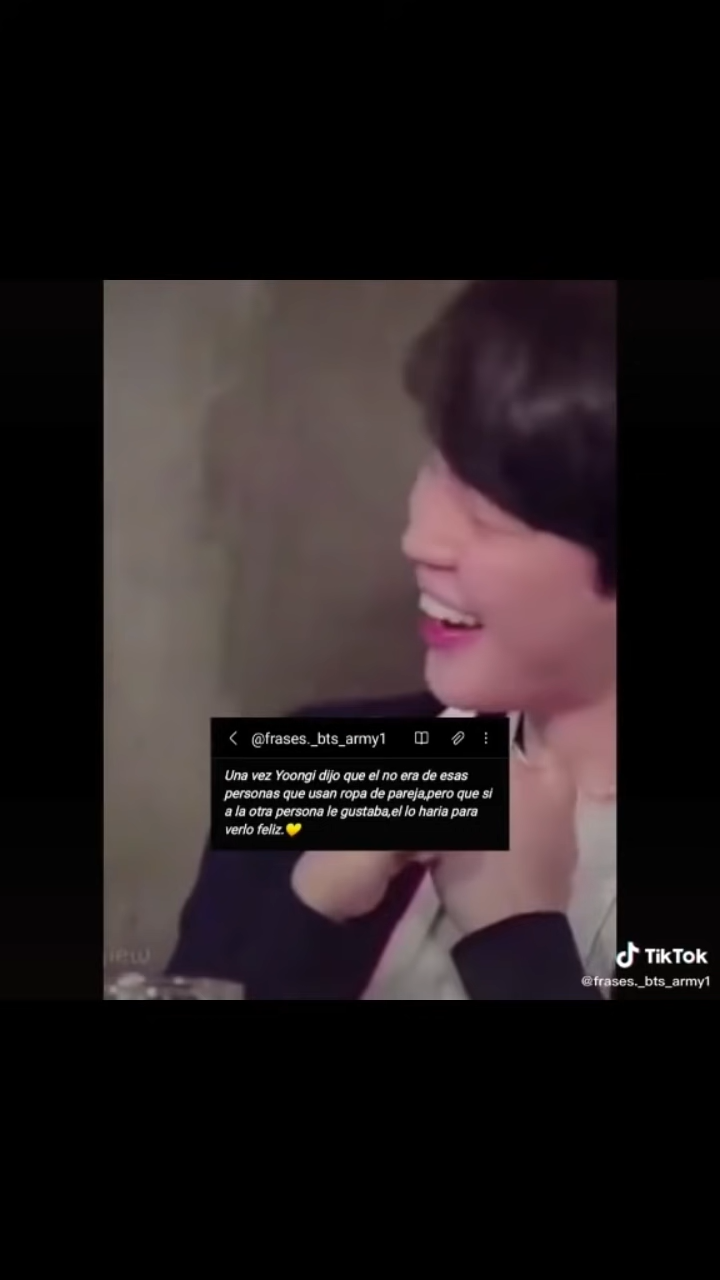 @frases._bts_army1
Una vez Yoongi dijo que el no era de esas
personas que usan ropa de pareja,pero que si
a la otra persona le gustaba,el lo haria para
verlo feliz.💛
TikTok
@frases._bts_army1